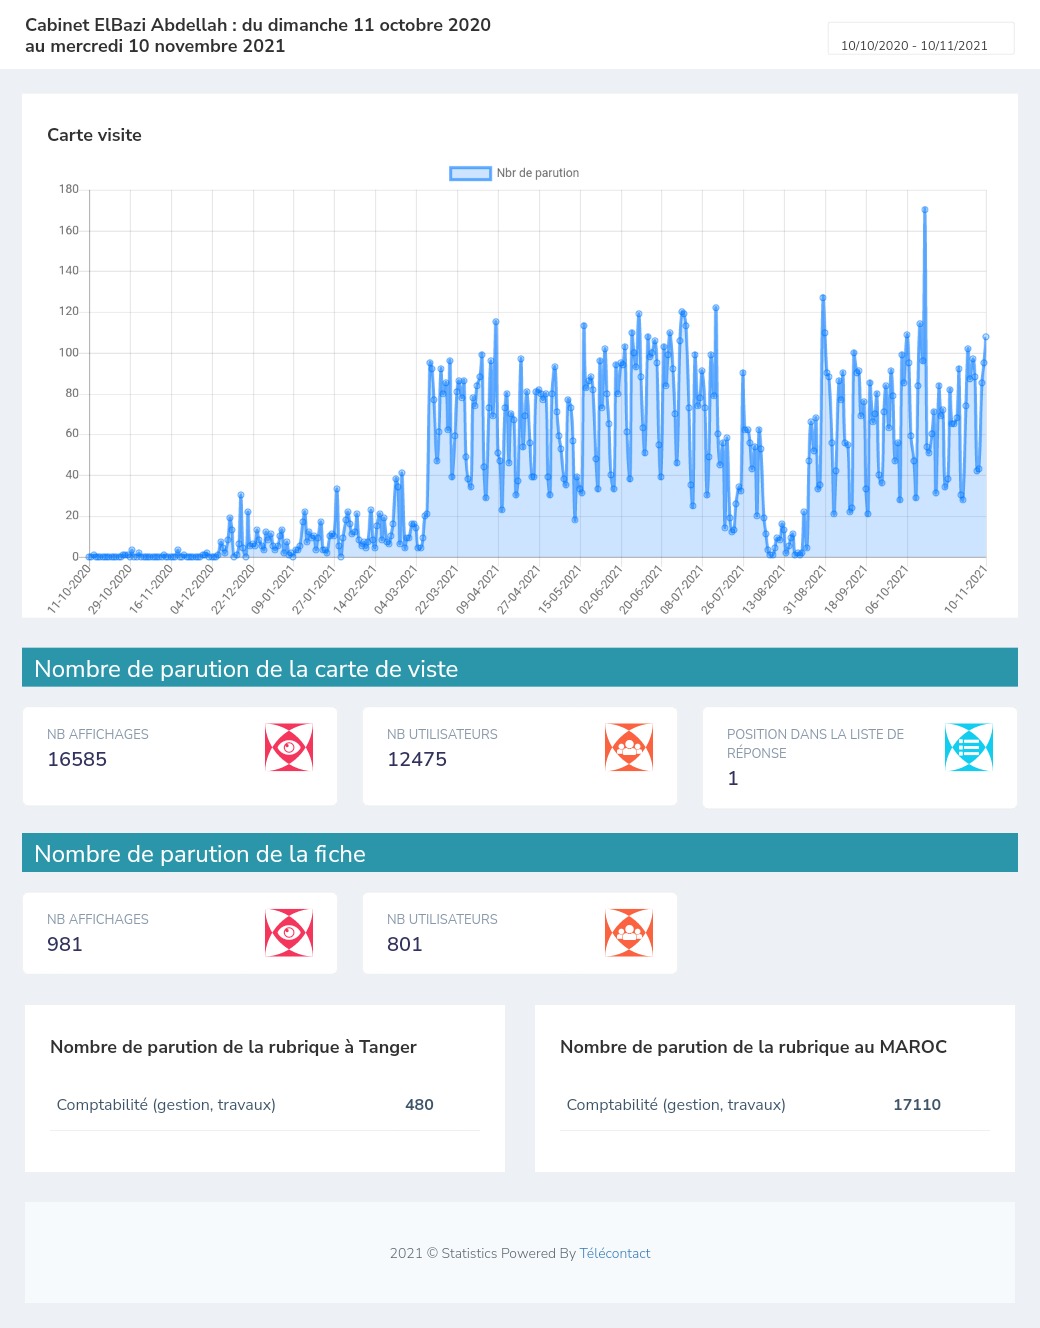 Cabinet ElBazi Abdellah : du dimanche 11 octobre 2020
au mercredi 10 novembre 2021
10/10/2020 - 10/11/2021
Carte visite
Nbr de parution
180
160
140
120
100
80
60
40
20
0
11-10-2020
29-10-2020
16-11-2020
04-12-2020
22-12-2020
09-01-2021
27-01-2021
14-02-2021
04-03-2021
22-03-2021
09-04-2021
27-04-2021
15-05-2021
02-06-2021
20-06-2021
08-07-2021
26-07-2021
13-08-2021
31-08-2021
18-09-2021
06-10-2021
10-11-2021
Nombre de parution de la carte de viste
NB AFFICHAGES
16585
NB UTILISATEURS
12475
POSITION DANS LA LISTE DE
RÉPONSE
1
Nombre de parution de la fiche
NB AFFICHAGES
981
NB UTILISATEURS
801
Nombre de parution de la rubrique à Tanger
Comptabilité (gestion, travaux) 480
Nombre de parution de la rubrique au MAROC
Comptabilité (gestion, travaux) 17110
2021 © Statistics Powered By Télécontact